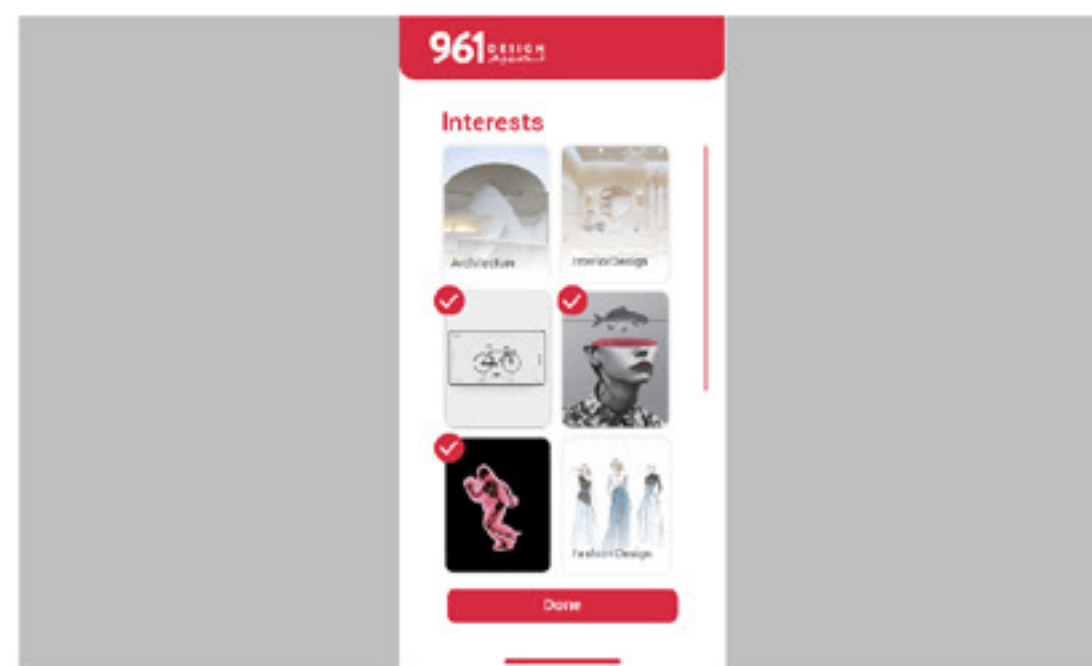 961 DESIGN
Interests
Architecture
Interior Design
Fashion Design
Done